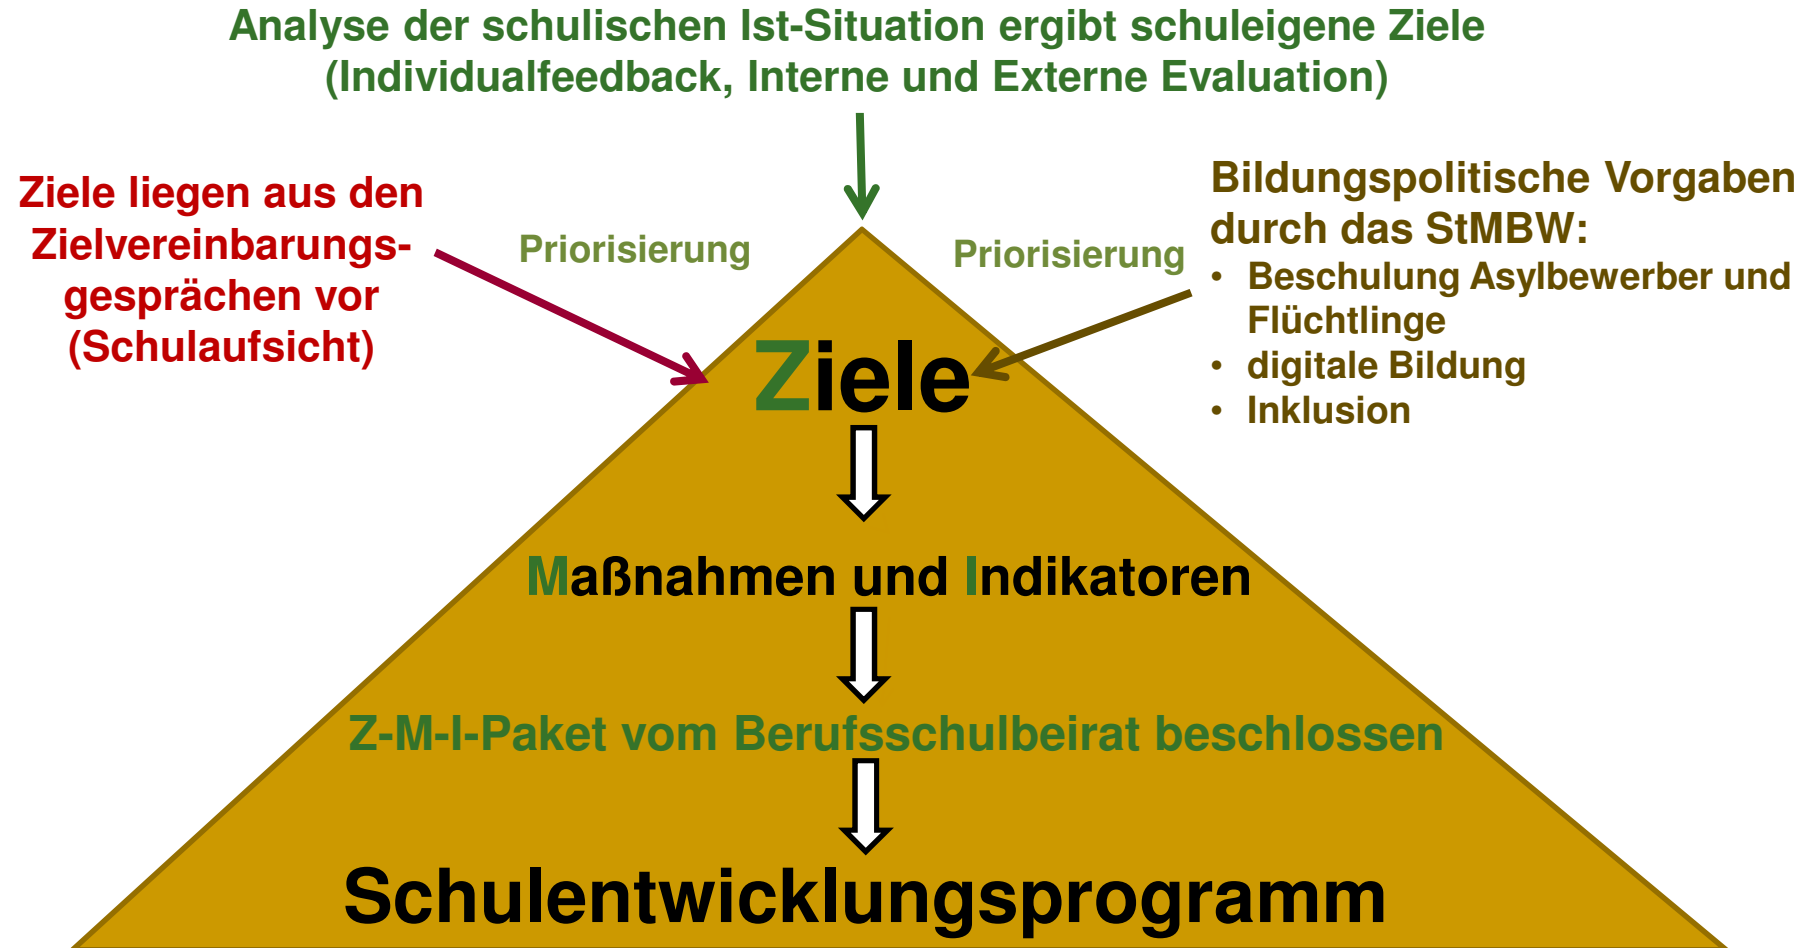 Analyse der schulischen Ist-Situation ergibt schuleigene Ziele
(Individualfeedback, Interne und Externe Evaluation)
Ziele liegen aus den
Zielvereinbarungs-
gesprächen vor
(Schulaufsicht)
Priorisierung
Priorisierung
Bildungspolitische Vorgaben
durch das StMBW:
• Beschulung Asylbewerber und
Flüchtlinge
• digitale Bildung
• Inklusion
Ziele
Maßnahmen und Indikatoren
Z-M-I-Paket vom Berufsschulbeirat beschlossen
Schulentwicklungsprogramm